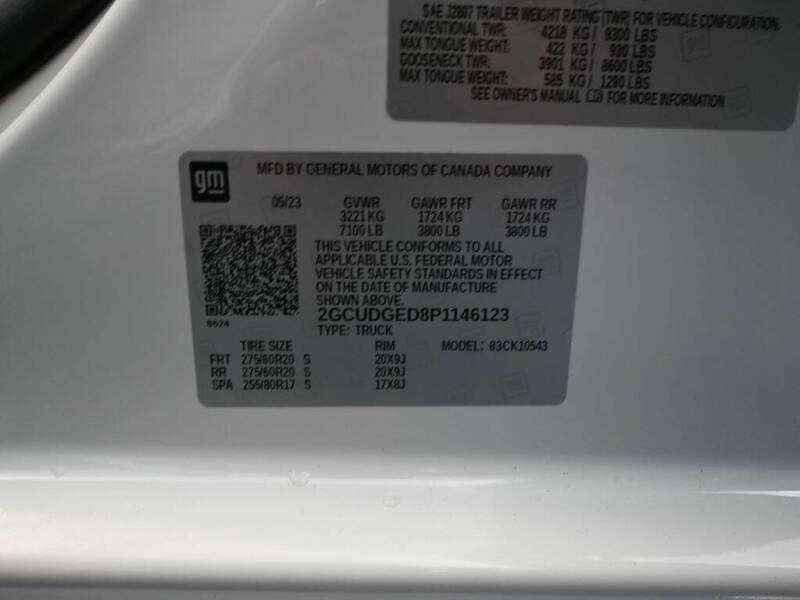 SAE J2807 TRAILER WEIGHT RATING (TWR) FOR VEHICLE CONFIGURATION.
CONVENTIONAL TWR: 4218 KG / 9300 LBS
MAX TONGUE WEIGHT: 422 KG / 930 LBS
GOOSENECK TWR: 3901 KG / 8600 LBS
MAX TONGUE WEIGHT: 585 KG / 1290 LBS
SEE OWNER'S MANUAL FOR MORE INFORMATION
gm
MFD BY GENERAL MOTORS OF CANADA COMPANY
05/23 GVWR GAWR FRT GAWR RR
3221 KG 1724 KG 1724 KG
7100 LB 3800 LB 3800 LB
THIS VEHICLE CONFORMS TO ALL
APPLICABLE U.S. FEDERAL MOTOR
VEHICLE SAFETY STANDARDS IN EFFECT
ON THE DATE OF MANUFACTURE
SHOWN ABOVE.
8624
2GCUDGED8P1146123
TYPE: TRUCK
TIRE SIZE RIM MODEL: 83CK10543
FRT 275/60R20 S 20X9J
RR 275/60R20 S 20X9J
SPA 255/80R17 S 17X8J